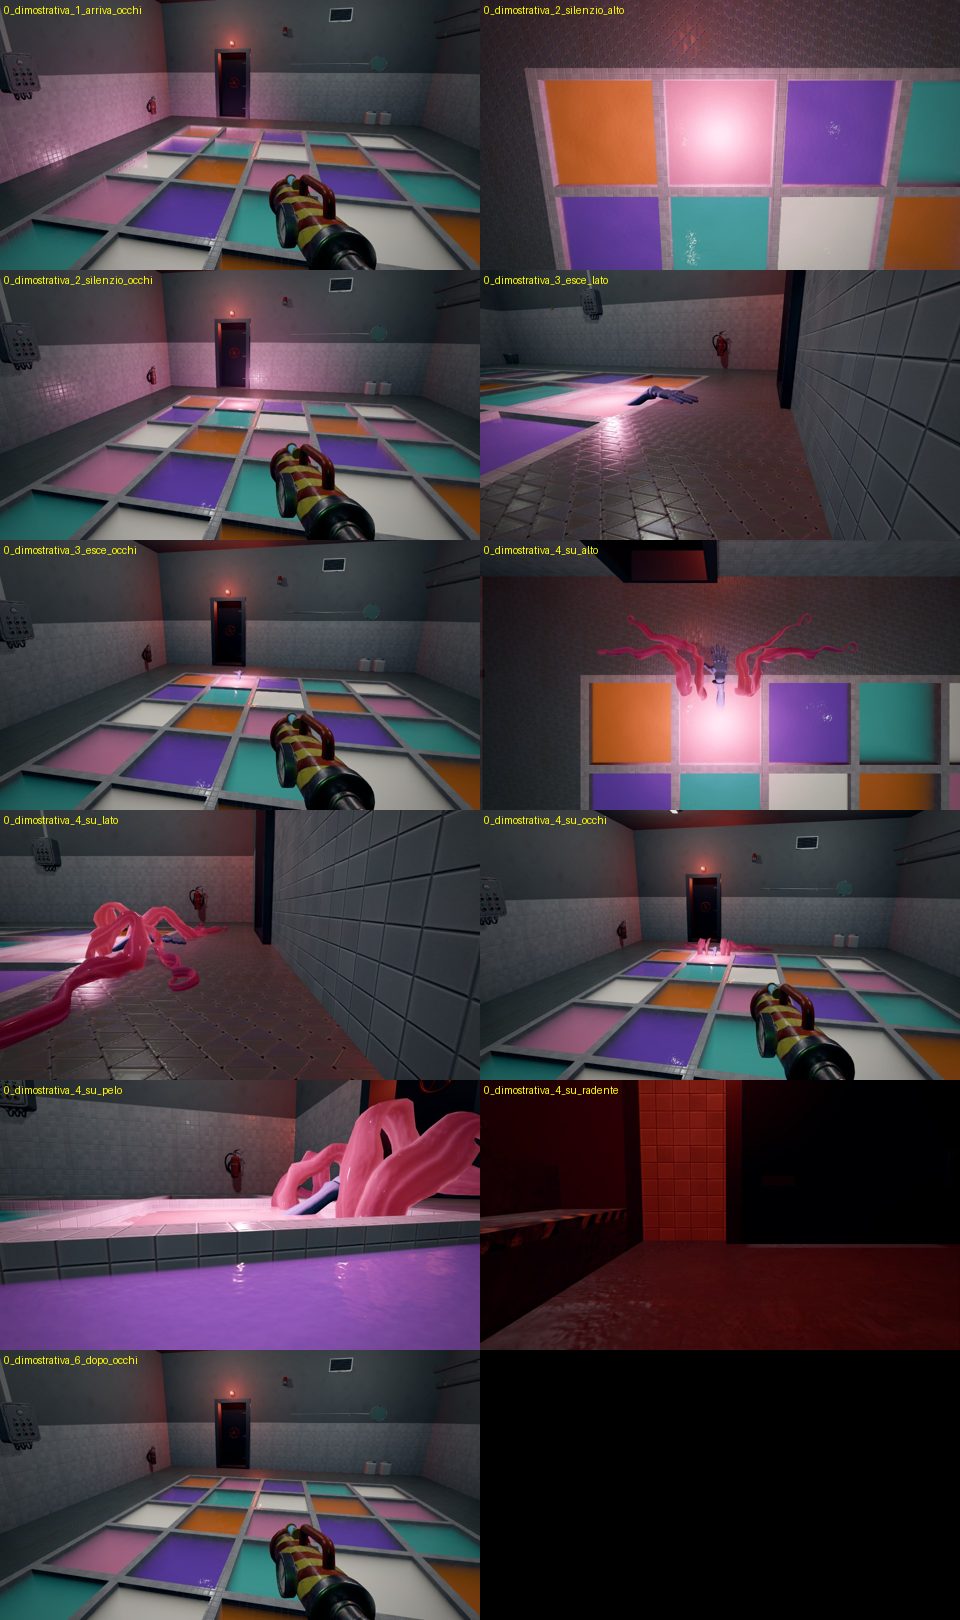 0_dimostrativa_1_arriva_occhi
0_dimostrativa_2_silenzio_alto
0_dimostrativa_2_silenzio_occhi
0_dimostrativa_3_esce_lato
0_dimostrativa_3_esce_occhi
0_dimostrativa_4_su_alto
0_dimostrativa_4_su_lato
0_dimostrativa_4_su_occhi
0_dimostrativa_4_su_pelo
0_dimostrativa_4_su_radente
0_dimostrativa_6_dopo_occhi